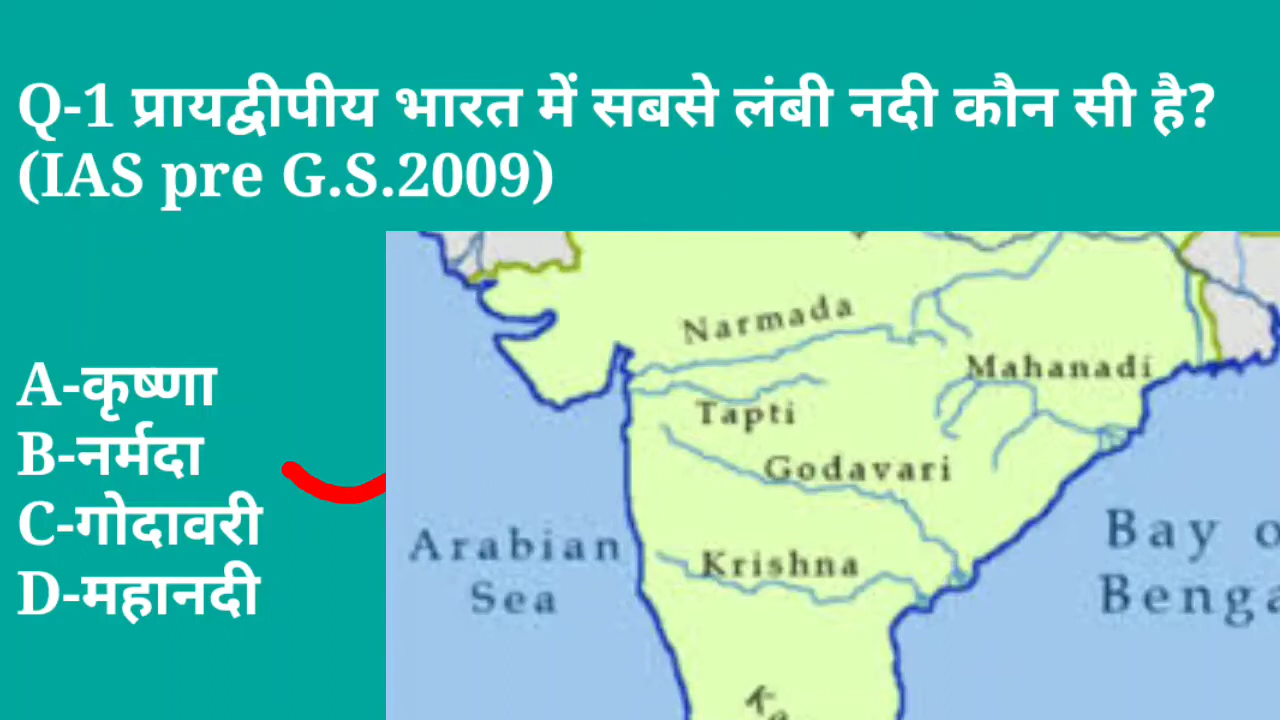 Q-1 प्रायद्वीपीय भारत में सबसे लंबी नदी कौन सी है?
(IAS pre G.S.2009)
A-कृष्णा
B-नर्मदा
C-गोदावरी
D-महानदी
Narmada
Mahanadi
Tapti
Godavari
Krishna
Arabian
Sea
Bay o
Benga
Ka